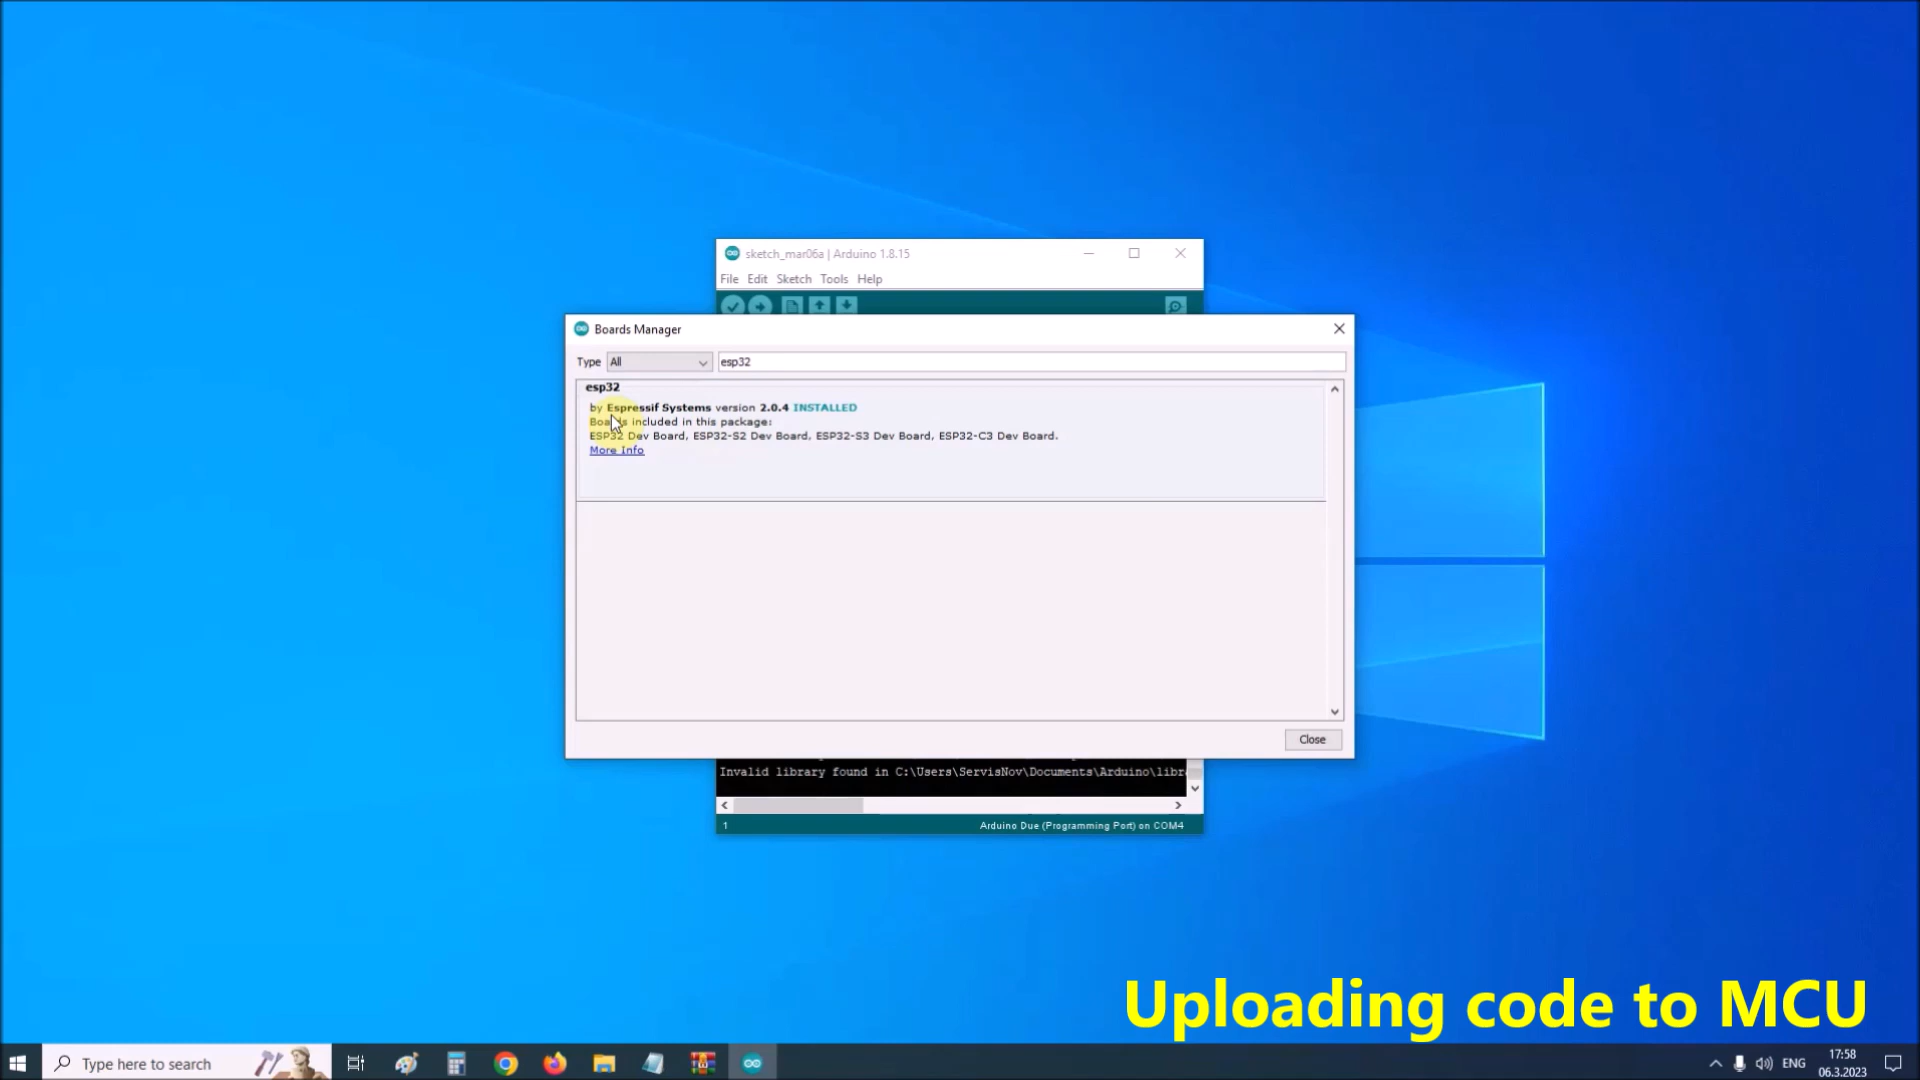 sketch_mar06a | Arduino 1.8.15
File Edit Sketch Tools Help
Boards Manager
Type All esp32
esp32
by Espressif Systems version 2.0.4 INSTALLED
Boards included in this package:
ESP32 Dev Board, ESP32-S2 Dev Board, ESP32-S3 Dev Board, ESP32-C3 Dev Board.
More Info
Close
Invalid library found in C:\Users\ServisNov\Documents\Arduino\libr
1 Arduino Due (Programming Port) on COM4
Uploading code to MCU
Type here to search
ENG
17:58
06.3.2023